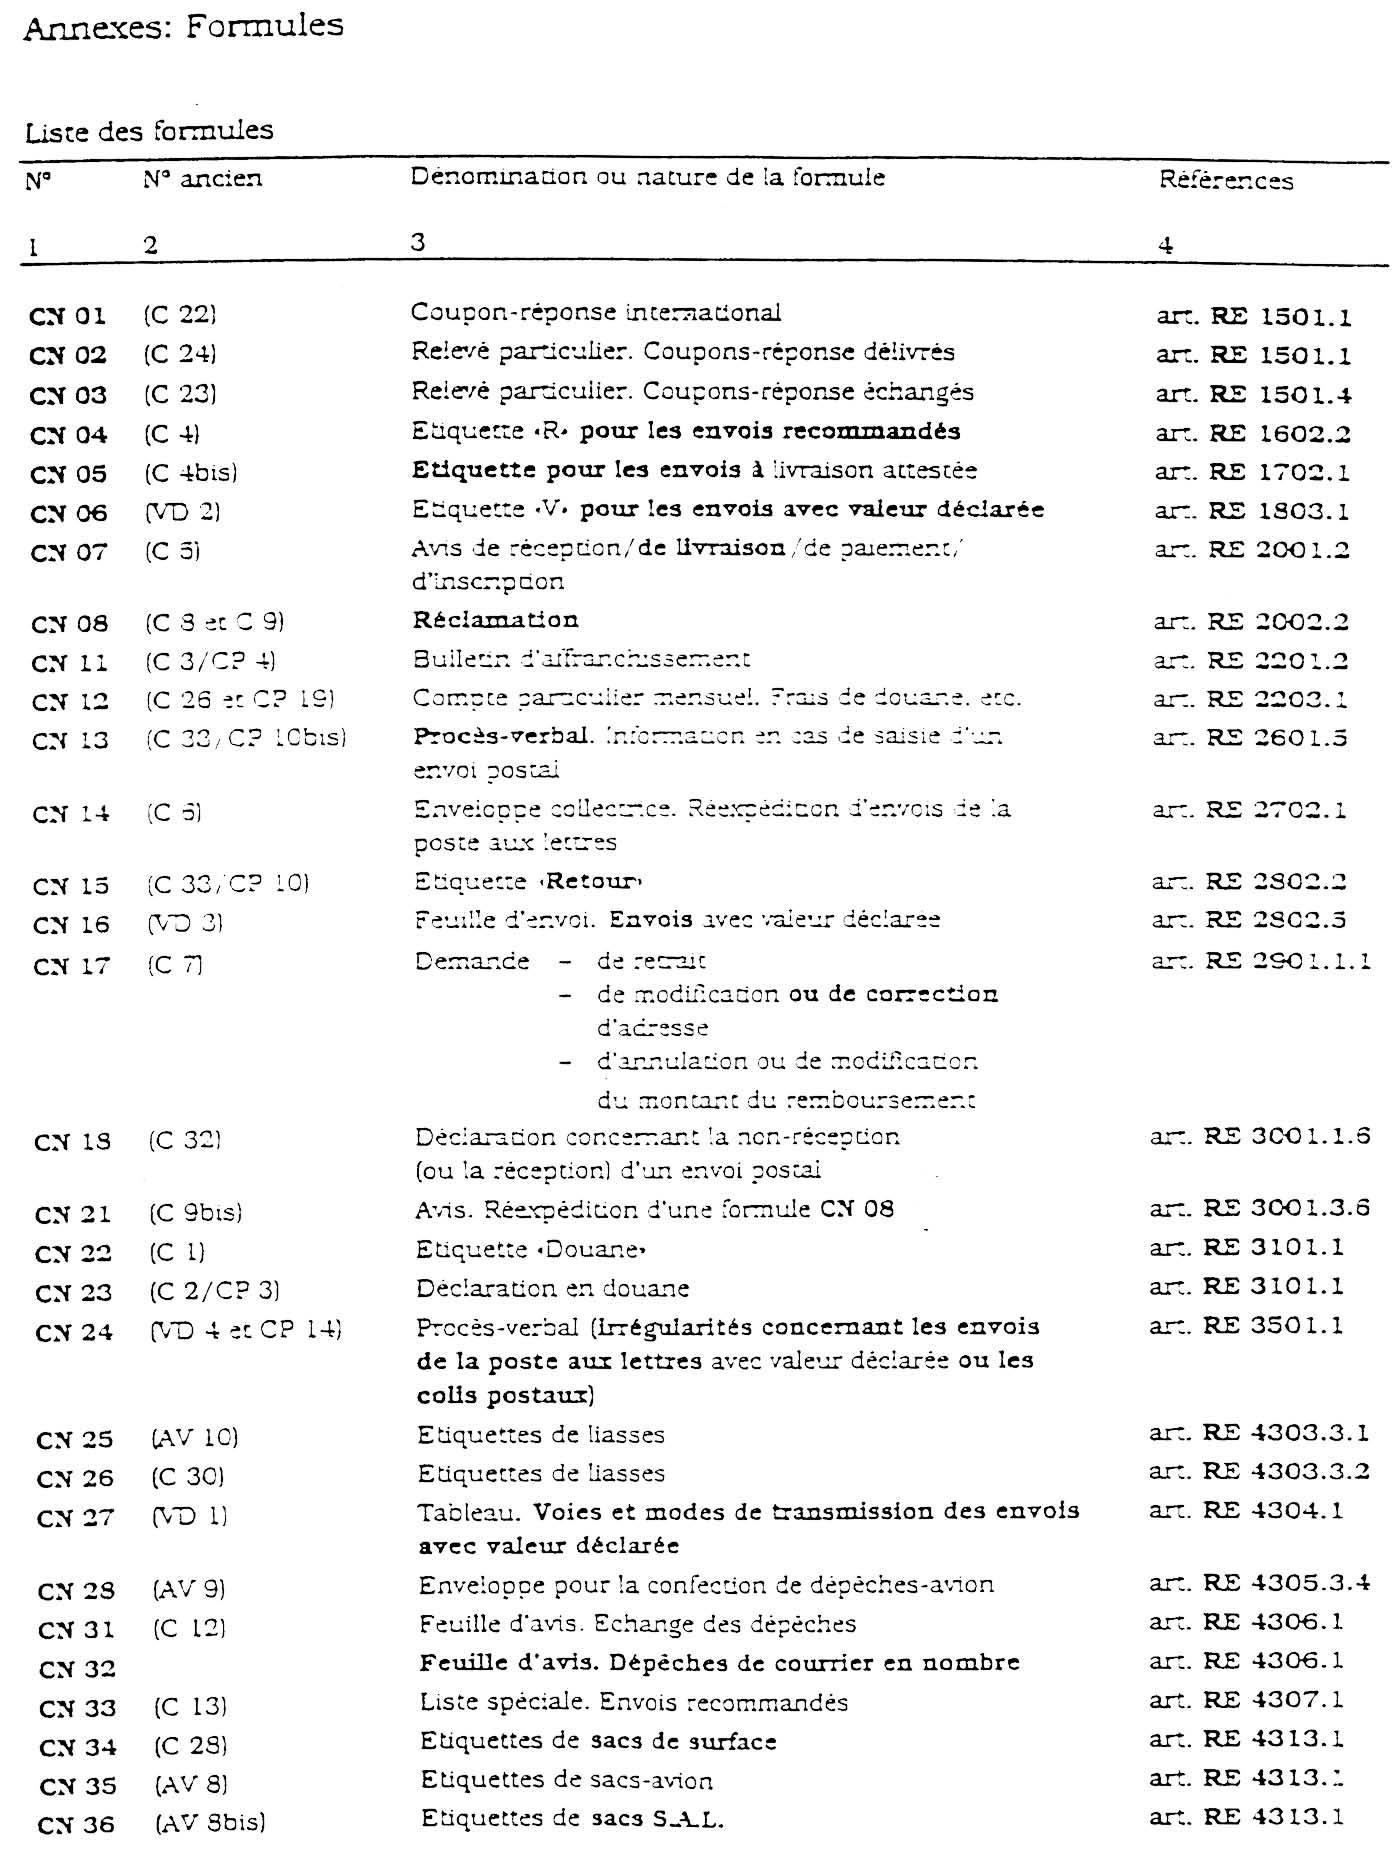 Annexes: Formules
Liste des formules
N° N° ancien Dénomination ou nature de la formule Références
1 2 3 4
CN 01 (C 22) Coupon-réponse international art. RE 1501.1
CN 02 (C 24) Relevé particulier. Coupons-réponse délivrés art. RE 1501.1
CN 03 (C 23) Relevé particulier. Coupons-réponse échangés art. RE 1501.4
CN 04 (C 4) Etiquette «R» pour les envois recommandés art. RE 1602.2
CN 05 (C 4bis) Etiquette pour les envois à livraison attestée art. RE 1702.1
CN 06 (VD 2) Etiquette «V» pour les envois avec valeur déclarée art. RE 1803.1
CN 07 (C 5) Avis de réception/de livraison/de paiement/ art. RE 2001.2
d'inscription
CN 08 (C 8 et C 9) Réclamation art. RE 2002.2
CN 11 (C 3/CP 4) Bulletin d'affranchissement art. RE 2201.2
CN 12 (C 26 et CP 19) Compte particulier mensuel. Frais de douane, etc. art. RE 2203.1
CN 13 (C 33/CP 10bis) Procès-verbal. Information en cas de saisie d'un art. RE 2601.5
envoi postal
CN 14 (C 6) Enveloppe collectrice. Réexpédition d'envois de la art. RE 2702.1
poste aux lettres
CN 15 (C 33/CP 10) Etiquette «Retour» art. RE 2802.2
CN 16 (VD 3) Feuille d'envoi. Envois avec valeur déclarée art. RE 2802.5
CN 17 (C 7) Demande – de retrait art. RE 2901.1.1
– de modification ou de correction
d'adresse
– d'annulation ou de modification
du montant du remboursement
CN 18 (C 32) Déclaration concernant la non-réception art. RE 3001.1.6
(ou la réception) d'un envoi postal
CN 21 (C 9bis) Avis. Réexpédition d'une formule CN 08 art. RE 3001.3.6
CN 22 (C 1) Etiquette «Douane» art. RE 3101.1
CN 23 (C 2/CP 3) Déclaration en douane art. RE 3101.1
CN 24 (VD 4 et CP 14) Procès-verbal (irrégularités concernant les envois art. RE 3501.1
de la poste aux lettres avec valeur déclarée ou les
colis postaux)
CN 25 (AV 10) Etiquettes de liasses art. RE 4303.3.1
CN 26 (C 30) Etiquettes de liasses art. RE 4303.3.2
CN 27 (VD 1) Tableau. Voies et modes de transmission des envois art. RE 4304.1
avec valeur déclarée
CN 28 (AV 9) Enveloppe pour la confection de dépêches-avion art. RE 4305.3.4
CN 31 (C 12) Feuille d'avis. Echange des dépêches art. RE 4306.1
CN 32 Feuille d'avis. Dépêches de courrier en nombre art. RE 4306.1
CN 33 (C 13) Liste spéciale. Envois recommandés art. RE 4307.1
CN 34 (C 28) Etiquettes de sacs de surface art. RE 4313.1
CN 35 (AV 8) Etiquettes de sacs-avion art. RE 4313.1
CN 36 (AV 8bis) Etiquettes de sacs S.A.L. art. RE 4313.1